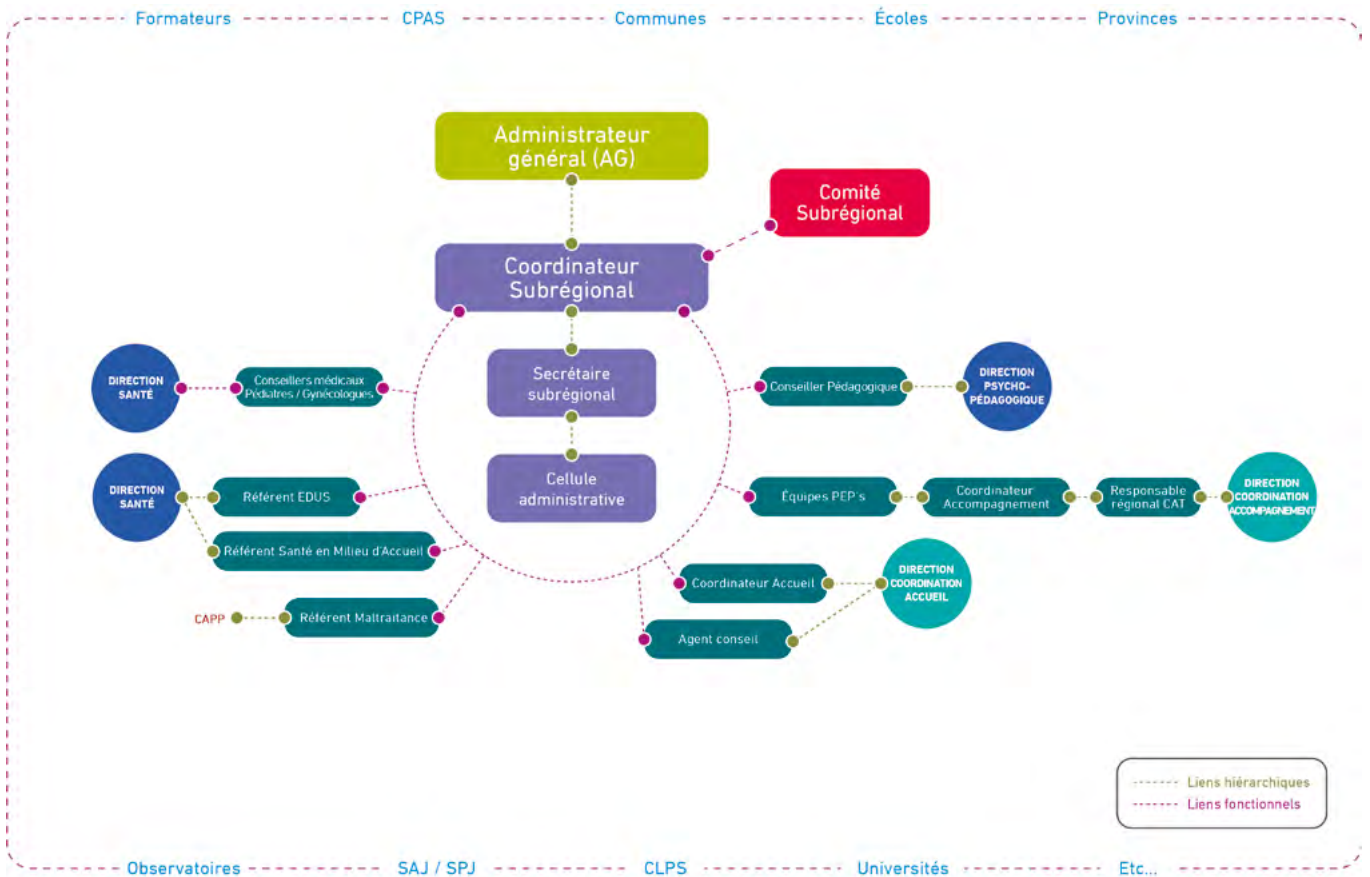 Formateurs
CPAS
Communes
Écoles
Provinces
Administrateur
général (AG)
Comité
Subrégional
Coordinateur
Subrégional
Secrétaire
subrégional
Cellule
administrative
DIRECTION
SANTÉ
Conseillers médicaux
Pédiatres / Gynécologues
Conseiller Pédagogique
DIRECTION
PSYCHO-
PÉDAGOGIQUE
DIRECTION
SANTÉ
Référent EDUS
Référent Santé en Milieu d'Accueil
Équipes PEP's
Coordinateur
Accompagnement
Responsable
régional CAT
DIRECTION
COORDINATION
ACCOMPAGNEMENT
CAPP
Référent Maltraitance
Coordinateur Accueil
Agent conseil
DIRECTION
COORDINATION
ACCUEIL
Liens hiérarchiques
Liens fonctionnels
Observatoires
SAJ / SPJ
CLPS
Universités
Etc...